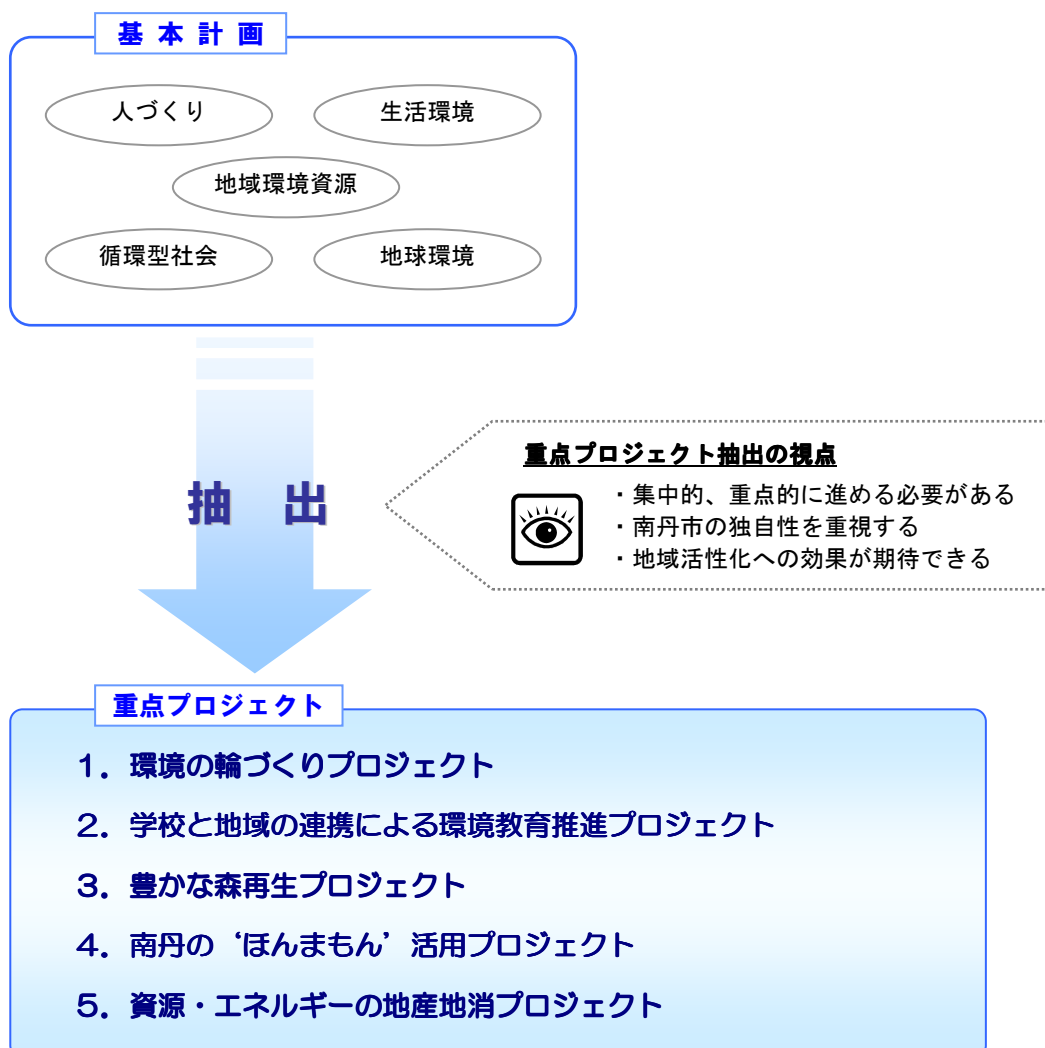 基本計画
人づくり
生活環境
地域環境資源
循環型社会
地球環境
抽 出
重点プロジェクト抽出の視点
・集中的、重点的に進める必要がある
・南丹市の独自性を重視する
・地域活性化への効果が期待できる
重点プロジェクト
１．環境の輪づくりプロジェクト
２．学校と地域の連携による環境教育推進プロジェクト
３．豊かな森再生プロジェクト
４．南丹の‘ほんまもん’活用プロジェクト
５．資源・エネルギーの地産地消プロジェクト